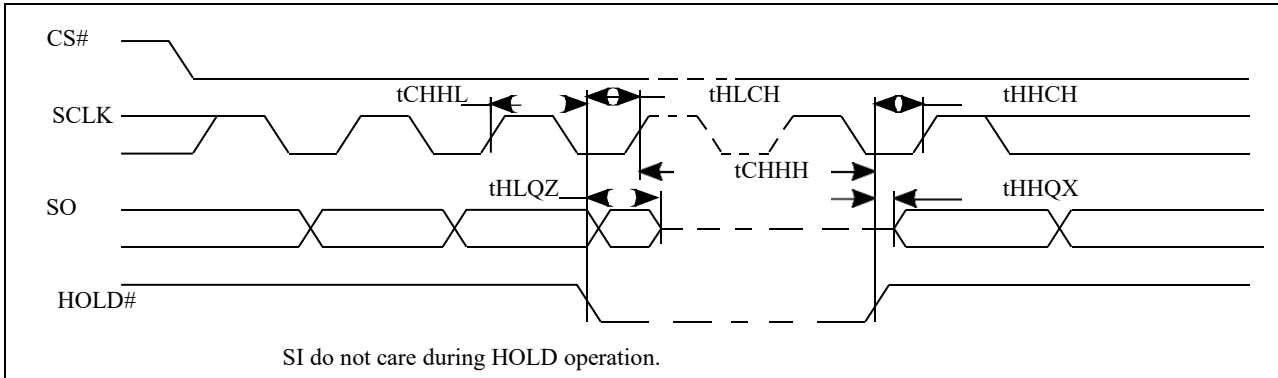 CS#
tCHHL
tHLCH
tHHCH
SCLK
tCHHH
tHLQZ
tHHQX
SO
HOLD#
SI do not care during HOLD operation.